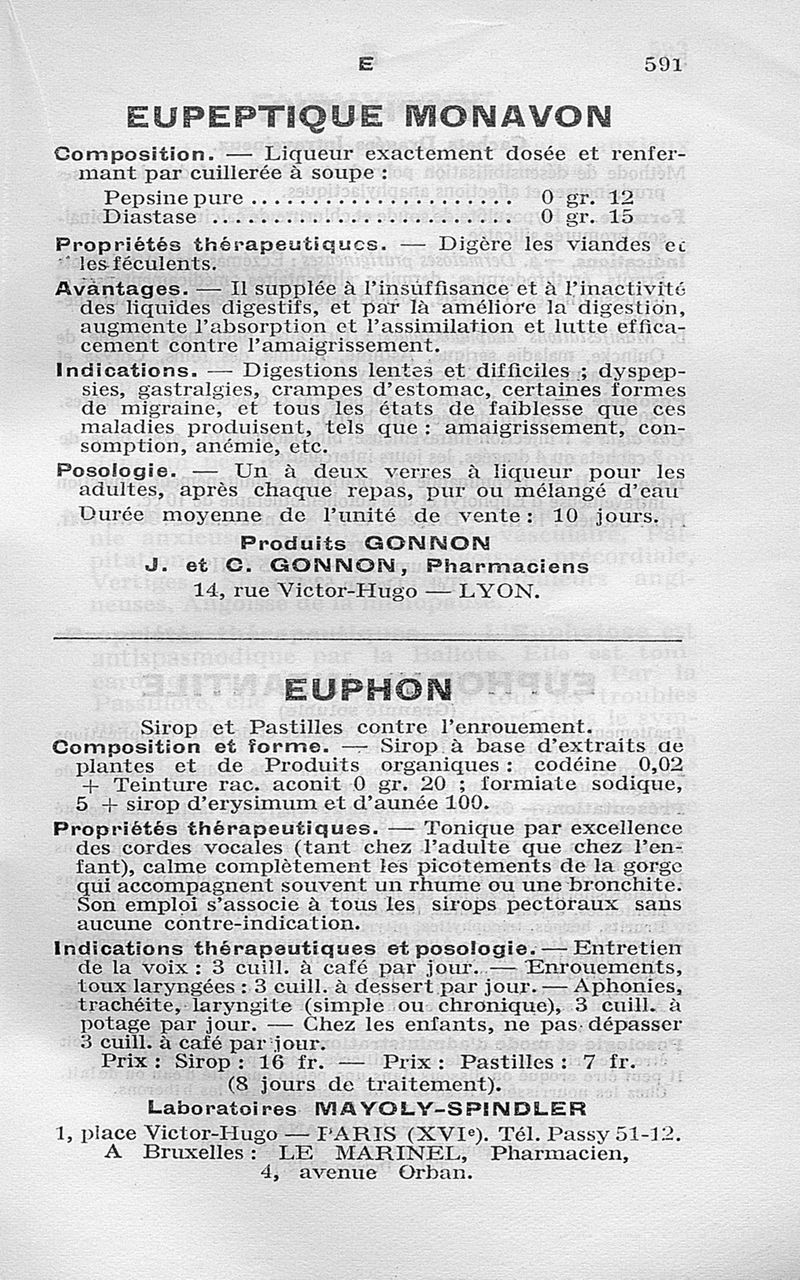 E
591
EUPEPTIQUE MONAVON
Composition. — Liqueur exactement dosée et renfer-
mant par cuillerée à soupe :
Pepsine pure ...................... 0 gr. 12
Diastase ......................... 0 gr. 15
Propriétés thérapeutiques. — Digère les viandes et
les féculents.
Avantages. — Il supplée à l'insuffisance et à l'inactivité
des liquides digestifs, et par là améliore la digestion,
augmente l'absorption et l'assimilation et lutte effica-
cement contre l'amaigrissement.
Indications. — Digestions lentes et difficiles ; dyspep-
sies, gastralgies, crampes d'estomac, certaines formes
de migraine, et tous les états de faiblesse que ces
maladies produisent, tels que : amaigrissement, con-
somption, anémie, etc.
Posologie. — Un à deux verres à liqueur pour les
adultes, après chaque repas, pur ou mélangé d'eau
Durée moyenne de l'unité de vente : 10 jours.
Produits GONNON
J. et C. GONNON, Pharmaciens
14, rue Victor-Hugo — LYON.
EUPHON
Sirop et Pastilles contre l'enrouement.
Composition et forme. — Sirop à base d'extraits de
plantes et de Produits organiques : codéine 0,02
+ Teinture rac. aconit 0 gr. 20 ; formiate sodique,
5 + sirop d'erysimum et d'aunée 100.
Propriétés thérapeutiques. — Tonique par excellence
des cordes vocales (tant chez l'adulte que chez l'en-
fant), calme complètement les picotements de la gorge
qui accompagnent souvent un rhume ou une bronchite.
Son emploi s'associe à tous les sirops pectoraux sans
aucune contre-indication.
Indications thérapeutiques et posologie. — Entretien
de la voix : 3 cuill. à café par jour. — Enrouements,
toux laryngées : 3 cuill. à dessert par jour. — Aphonies,
trachéite, laryngite (simple ou chronique), 3 cuill. à
potage par jour. — Chez les enfants, ne pas dépasser
3 cuill. à café par jour.
Prix : Sirop : 16 fr. — Prix : Pastilles : 7 fr.
(8 jours de traitement).
Laboratoires MAYOLY-SPINDLER
1, place Victor-Hugo — PARIS (XVIe). Tél. Passy 51-12.
A Bruxelles : LE MARINEL, Pharmacien,
4, avenue Orban.